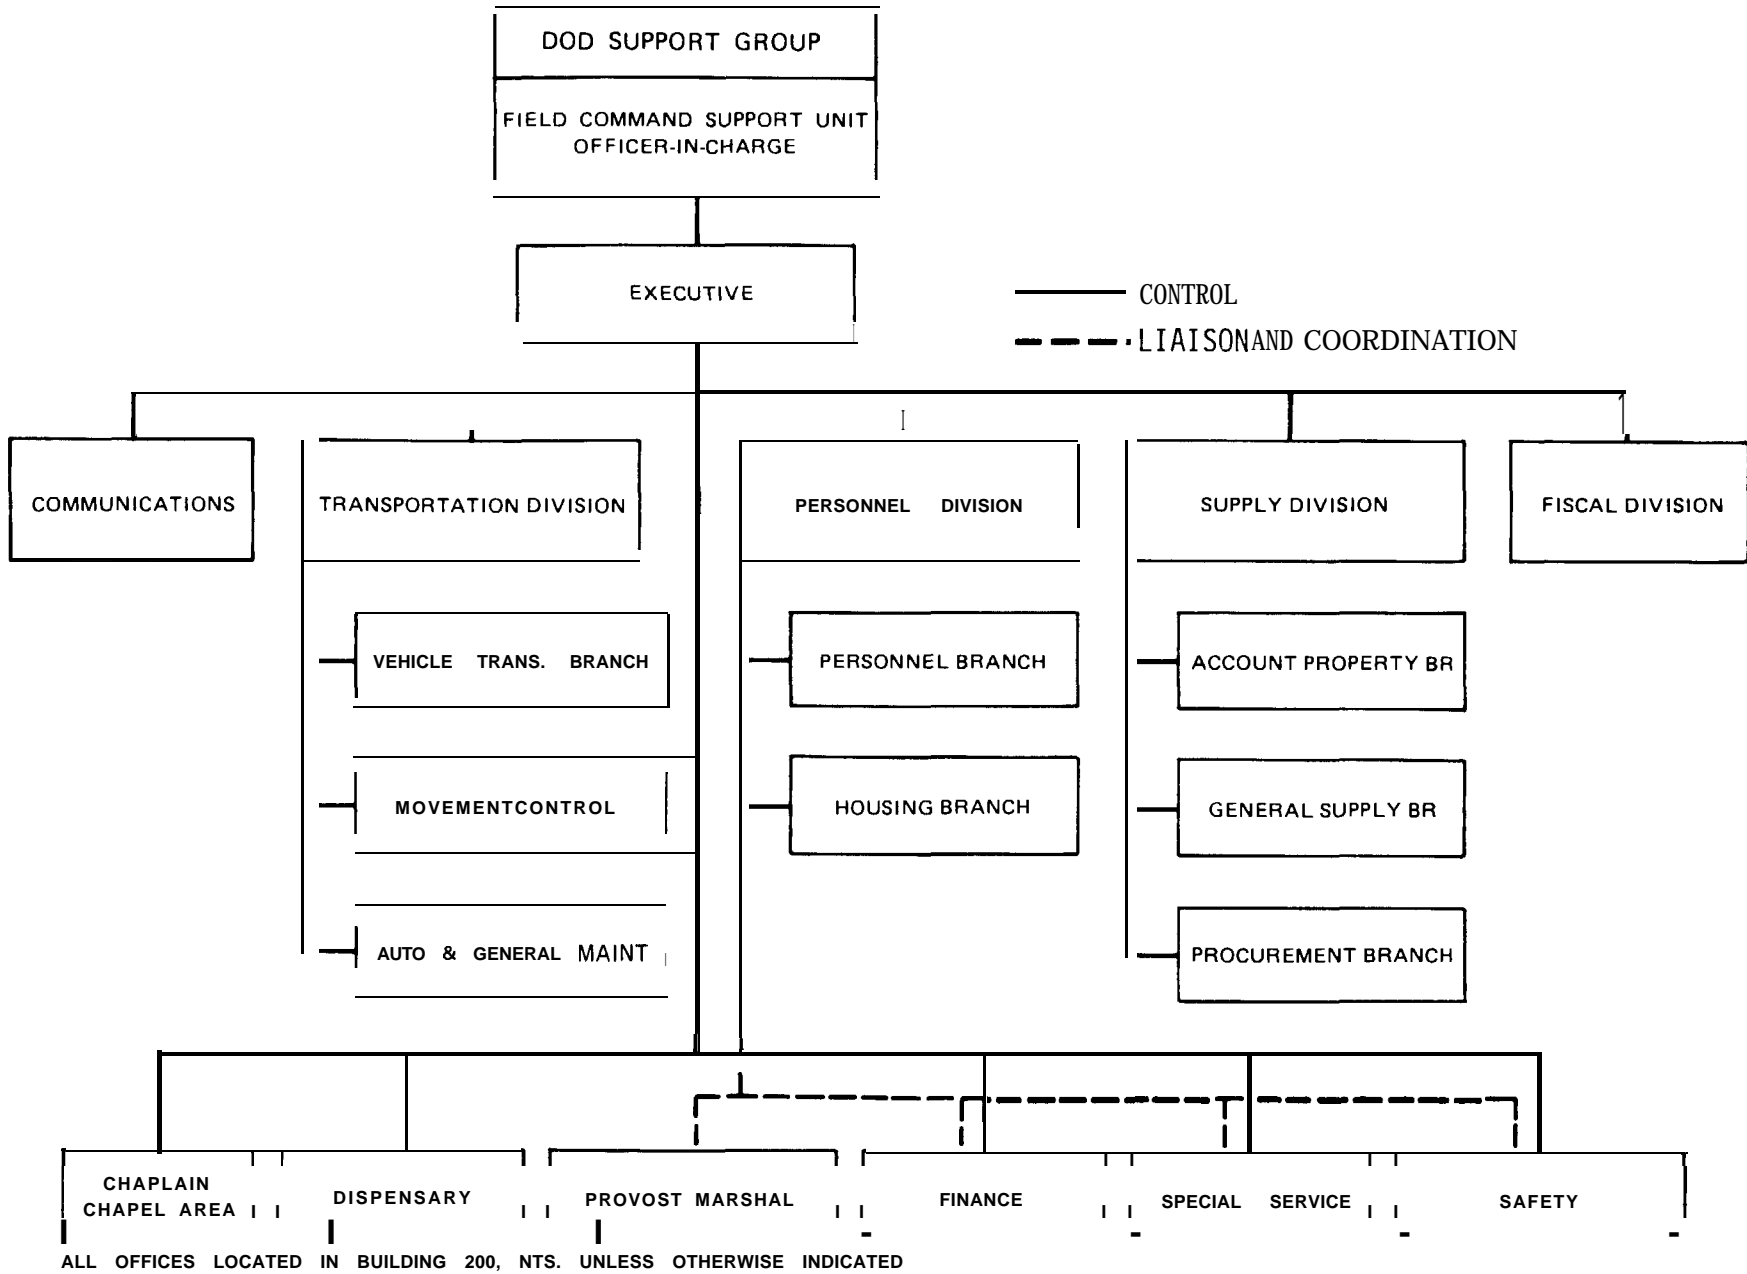 DOD SUPPORT GROUP
FIELD COMMAND SUPPORT UNIT
OFFICER-IN-CHARGE
EXECUTIVE
CONTROL
LIAISONAND COORDINATION
COMMUNICATIONS
TRANSPORTATION DIVISION
PERSONNEL DIVISION
SUPPLY DIVISION
FISCAL DIVISION
VEHICLE TRANS. BRANCH
PERSONNEL BRANCH
ACCOUNT PROPERTY BR
MOVEMENTCONTROL
HOUSING BRANCH
GENERAL SUPPLY BR
AUTO & GENERAL MAINT
PROCUREMENT BRANCH
CHAPLAIN
CHAPEL AREA
DISPENSARY
PROVOST MARSHAL
FINANCE
SPECIAL SERVICE
SAFETY
ALL OFFICES LOCATED IN BUILDING 200, NTS. UNLESS OTHERWISE INDICATED